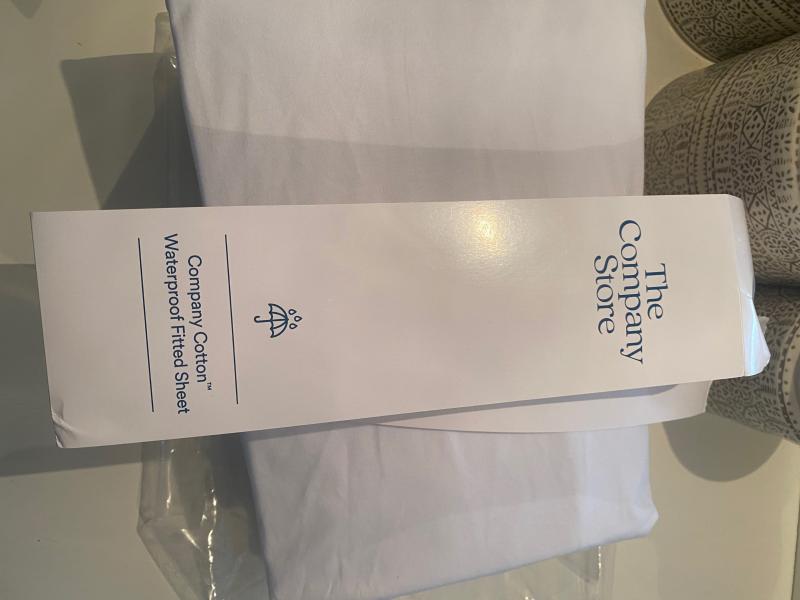 The
Company
Store
Company Cotton™
Waterproof Fitted Sheet